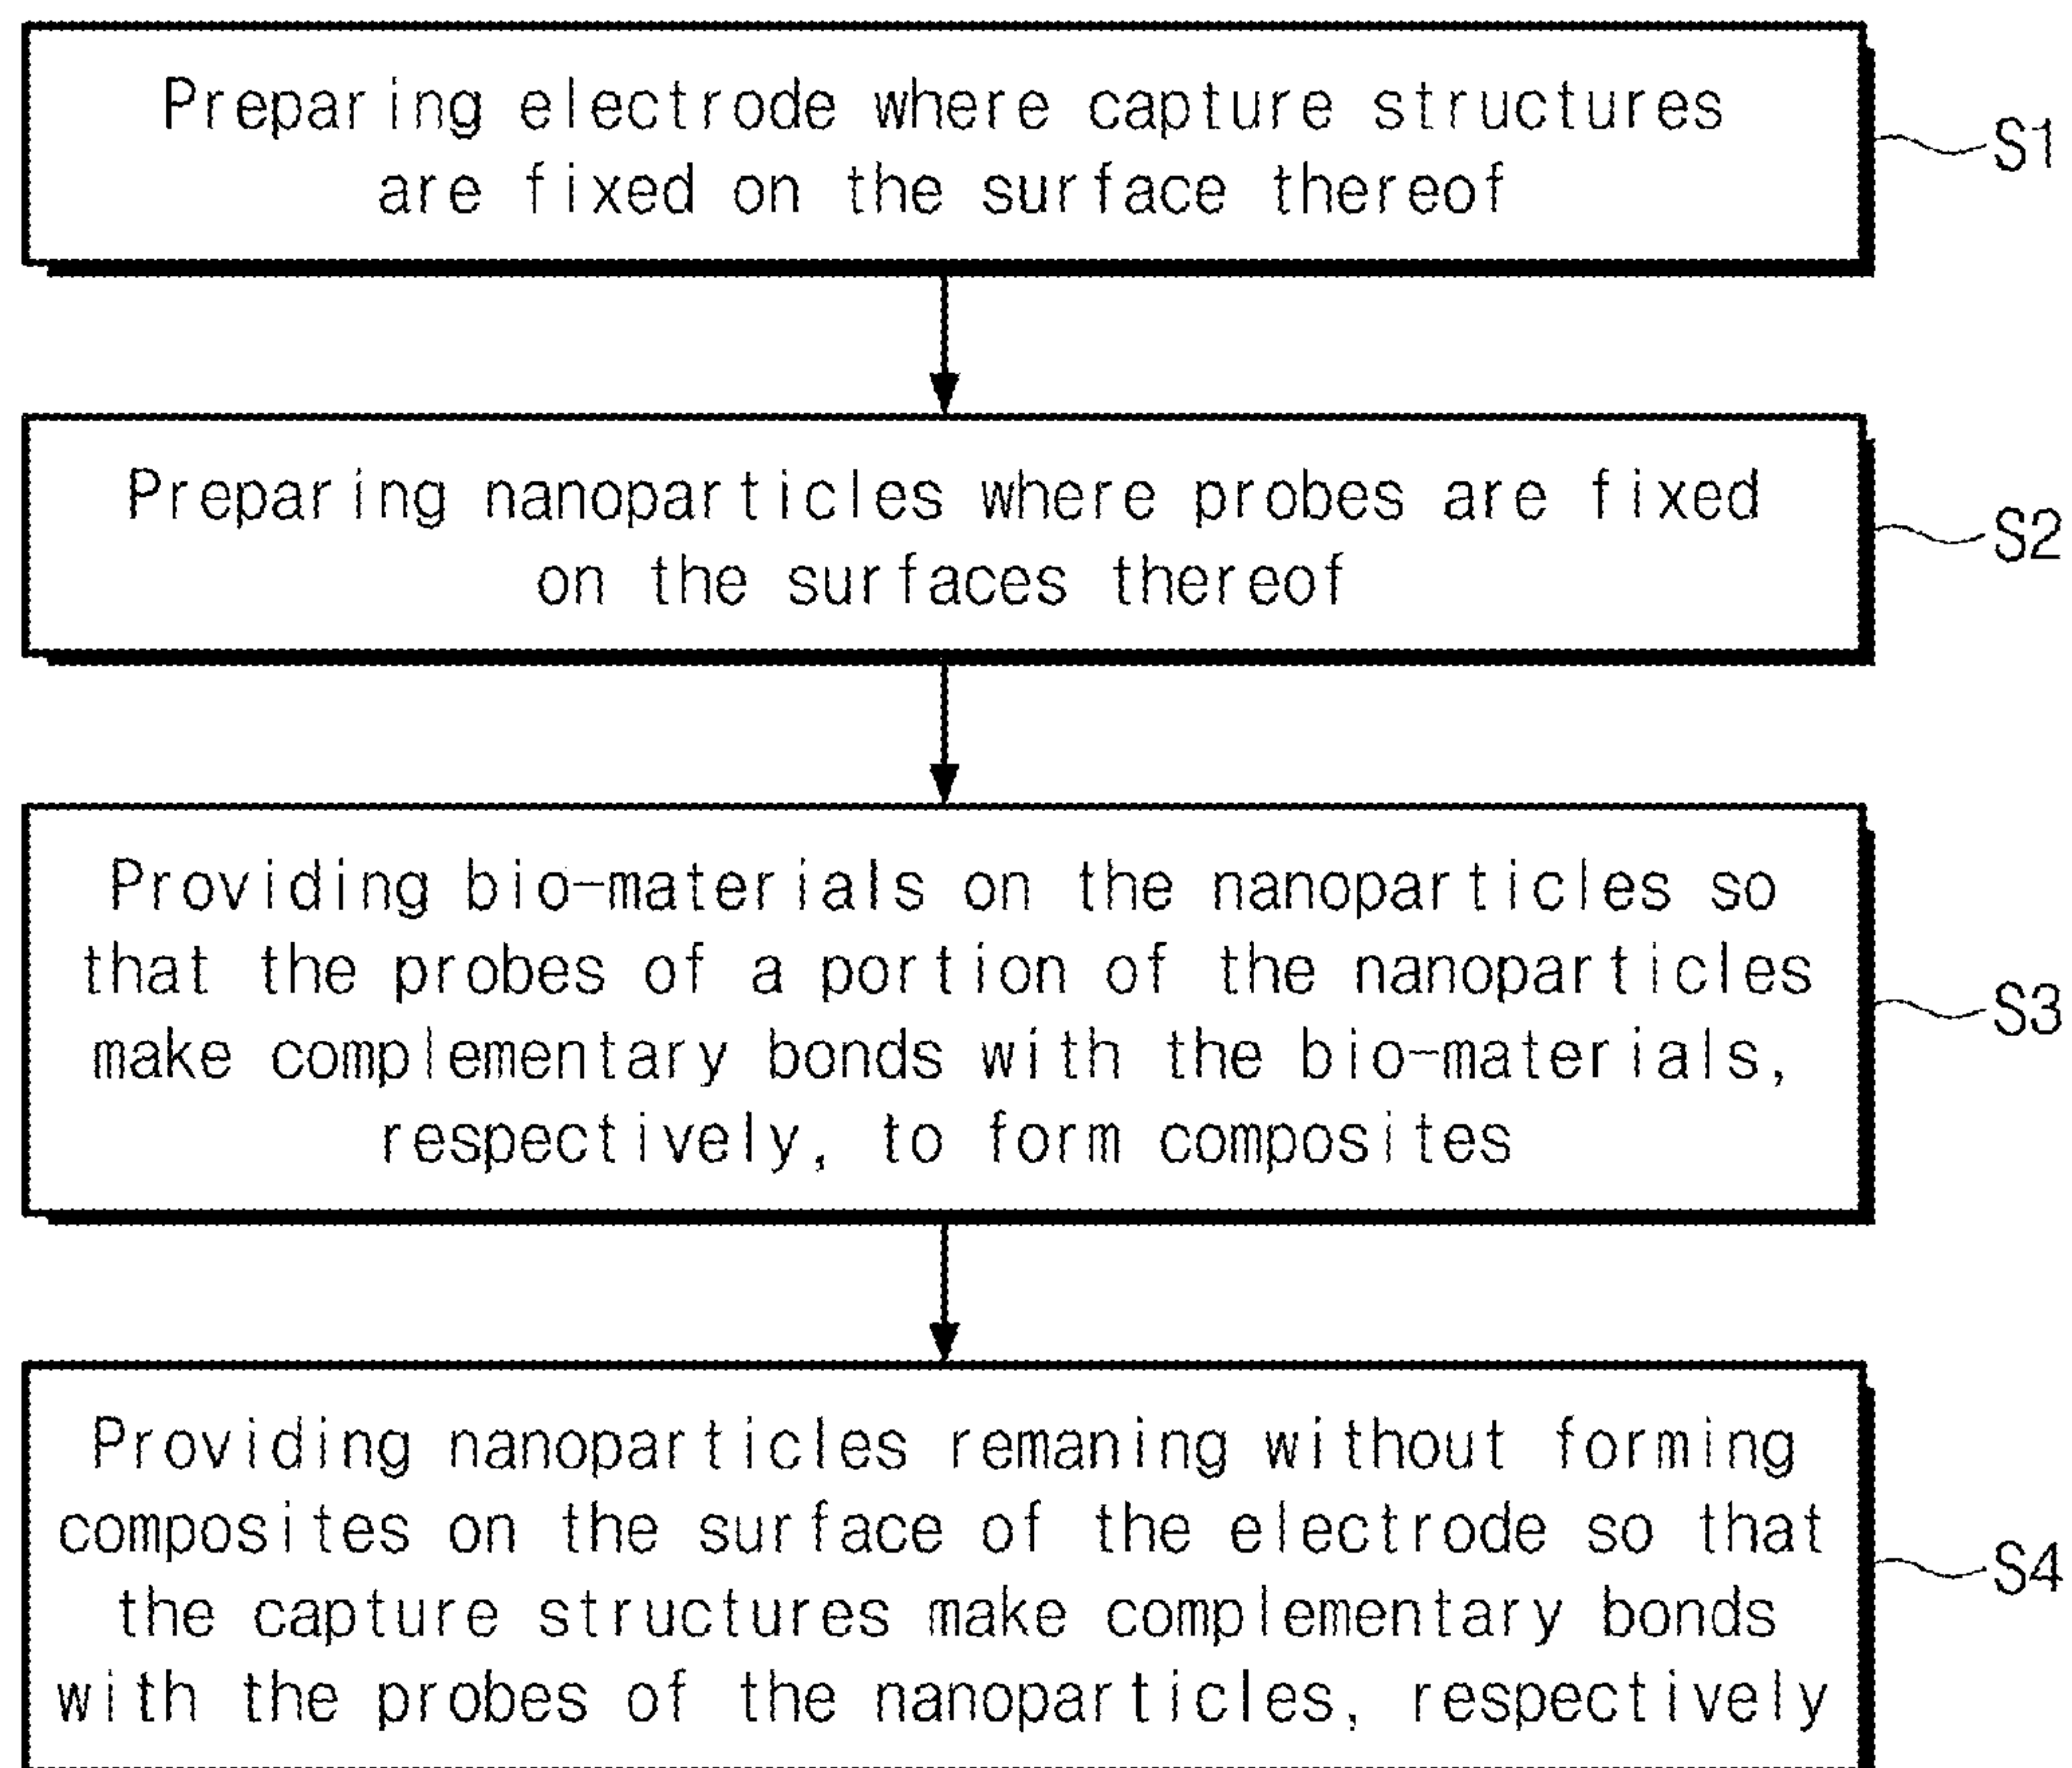 Preparing electrode where capture structures
are fixed on the surface thereof
S1
Preparing nanoparticles where probes are fixed
on the surfaces thereof
S2
Providing bio-materials on the nanoparticles so
that the probes of a portion of the nanoparticles
make complementary bonds with the bio-materials,
respectively, to form composites
S3
Providing nanoparticles remaning without forming
composites on the surface of the electrode so that
the capture structures make complementary bonds
with the probes of the nanoparticles, respectively
S4